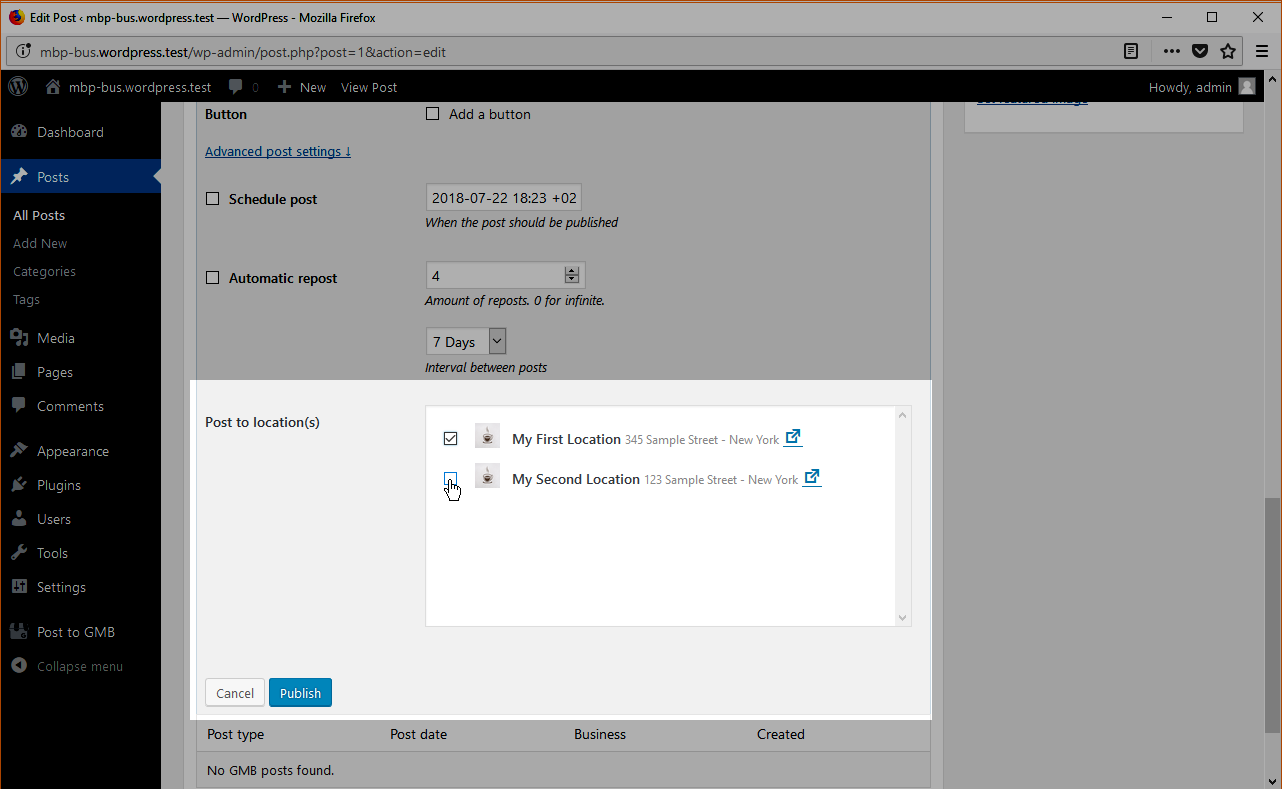 Edit Post ‹ mbp-bus.wordpress.test — WordPress - Mozilla Firefox
mbp-bus.wordpress.test/wp-admin/post.php?post=1&action=edit
mbp-bus.wordpress.test 0 New View Post Howdy, admin
Dashboard
Posts
All Posts
Add New
Categories
Tags
Media
Pages
Comments
Appearance
Plugins
Users
Tools
Settings
Post to GMB
Collapse menu
Button Add a button
Advanced post settings ↓
Schedule post 2018-07-22 18:23 +02
When the post should be published
Automatic repost 4
Amount of reposts. 0 for infinite.
7 Days
Interval between posts
Post to location(s)
My First Location 345 Sample Street - New York
My Second Location 123 Sample Street - New York
Cancel Publish
Post type Post date Business Created
No GMB posts found.